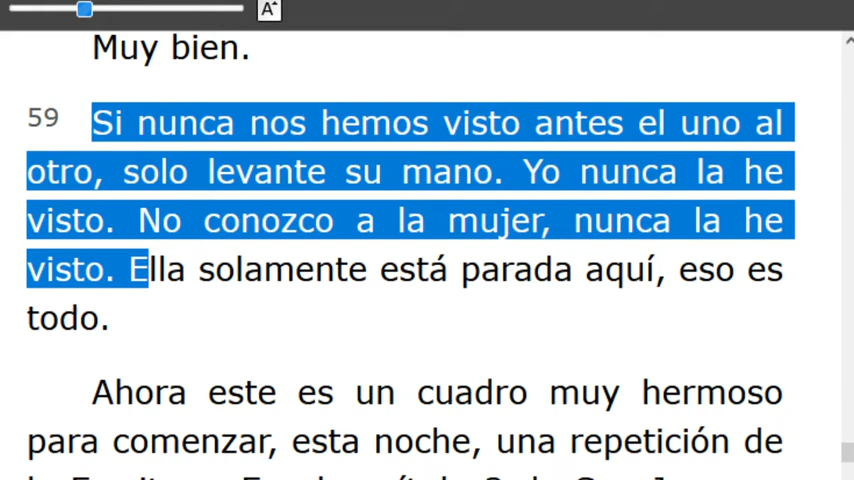 A
Muy bien.
59 Si nunca nos hemos visto antes el uno al
otro, solo levante su mano. Yo nunca la he
visto. No conozco a la mujer, nunca la he
visto. Ella solamente está parada aquí, eso es
todo.
Ahora este es un cuadro muy hermoso
para comenzar, esta noche, una repetición de